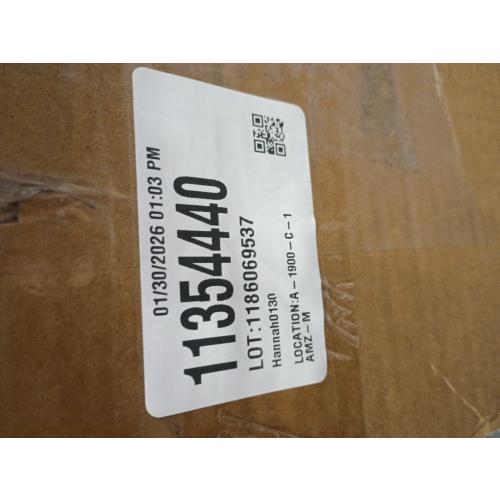 01/30/2026 01:03 PM
11354440
LOT:1186069537
Hannah0130
LOCATION:A-1900-C-1
AMZ-M